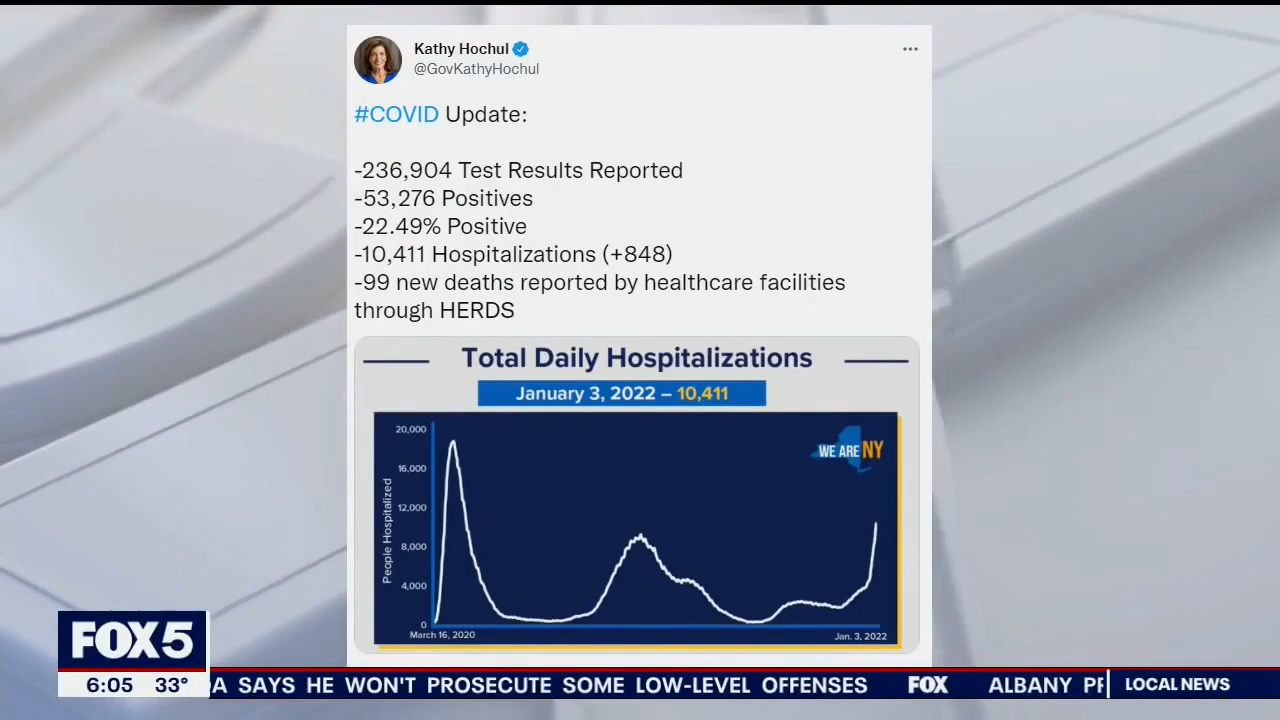 Kathy Hochul
@GovKathyHochul
#COVID Update:
-236,904 Test Results Reported
-53,276 Positives
-22.49% Positive
-10,411 Hospitalizations (+848)
-99 new deaths reported by healthcare facilities
through HERDS
Total Daily Hospitalizations
January 3, 2022 – 10,411
20,000
16,000
12,000
8,000
4,000
0
People Hospitalized
WE ARE NY
March 16, 2020
Jan. 3, 2022
FOX 5
6:05 33°
SAYS HE WON'T PROSECUTE SOME LOW-LEVEL OFFENSES FOX ALBANY
LOCAL NEWS